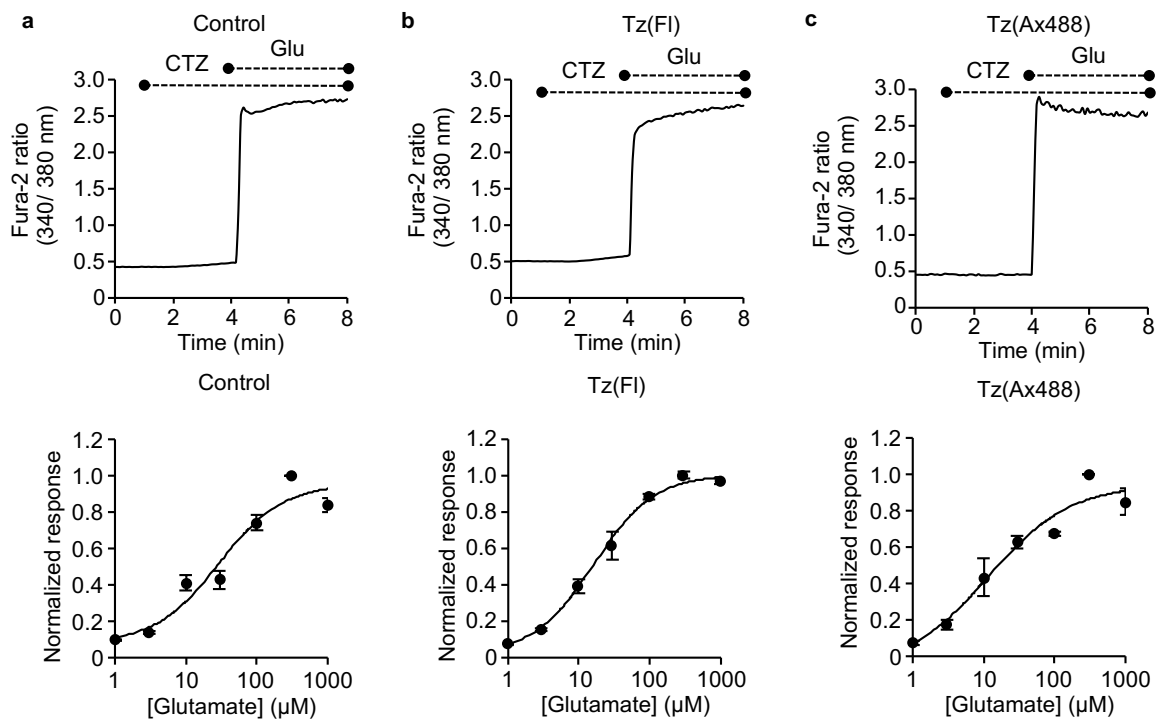 a
Control
CTZ
Glu
Fura-2 ratio
(340/ 380 nm)
3.0
2.5
2.0
1.5
1.0
0.5
0
0 2 4 6 8
Time (min)
b
Tz(Fl)
CTZ
Glu
Fura-2 ratio
(340/ 380 nm)
3.0
2.5
2.0
1.5
1.0
0.5
0
0 2 4 6 8
Time (min)
c
Tz(Ax488)
CTZ
Glu
Fura-2 ratio
(340/ 380 nm)
3.0
2.5
2.0
1.5
1.0
0.5
0
0 2 4 6 8
Time (min)
Control
Normalized response
1.2
1.0
0.8
0.6
0.4
0.2
0
1 10 100 1000
[Glutamate] (µM)
Tz(Fl)
Normalized response
1.2
1.0
0.8
0.6
0.4
0.2
0
1 10 100 1000
[Glutamate] (µM)
Tz(Ax488)
Normalized response
1.2
1.0
0.8
0.6
0.4
0.2
0
1 10 100 1000
[Glutamate] (µM)